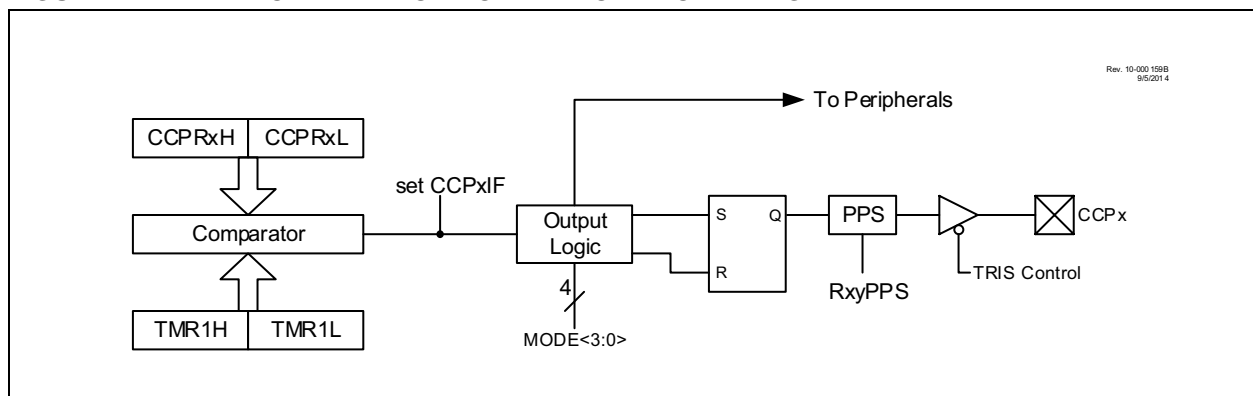 Rev. 10-000 159B
9/5/2014
To Peripherals
CCPRxH CCPRxL
set CCPxIF
Comparator
Output
Logic
S Q
R
PPS
CCPx
TRIS Control
RxyPPS
4
TMR1H TMR1L
MODE<3:0>